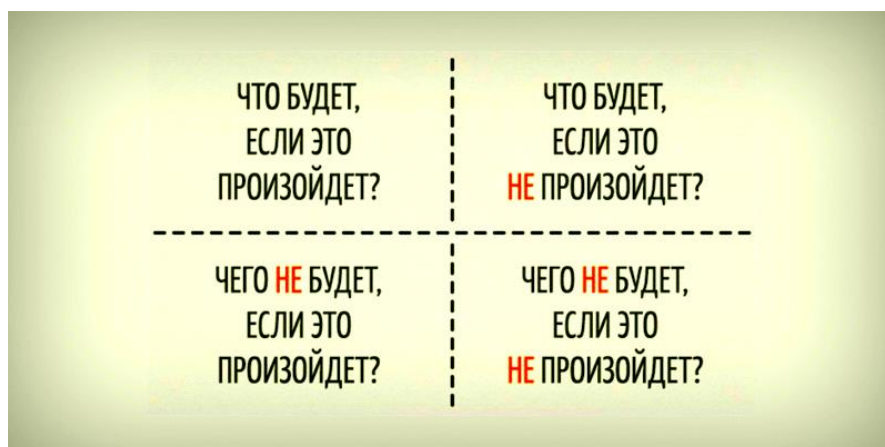 ЧТО БУДЕТ,
ЕСЛИ ЭТО
ПРОИЗОЙДЕТ?
ЧТО БУДЕТ,
ЕСЛИ ЭТО
НЕ ПРОИЗОЙДЕТ?
ЧЕГО НЕ БУДЕТ,
ЕСЛИ ЭТО
ПРОИЗОЙДЕТ?
ЧЕГО НЕ БУДЕТ,
ЕСЛИ ЭТО
НЕ ПРОИЗОЙДЕТ?